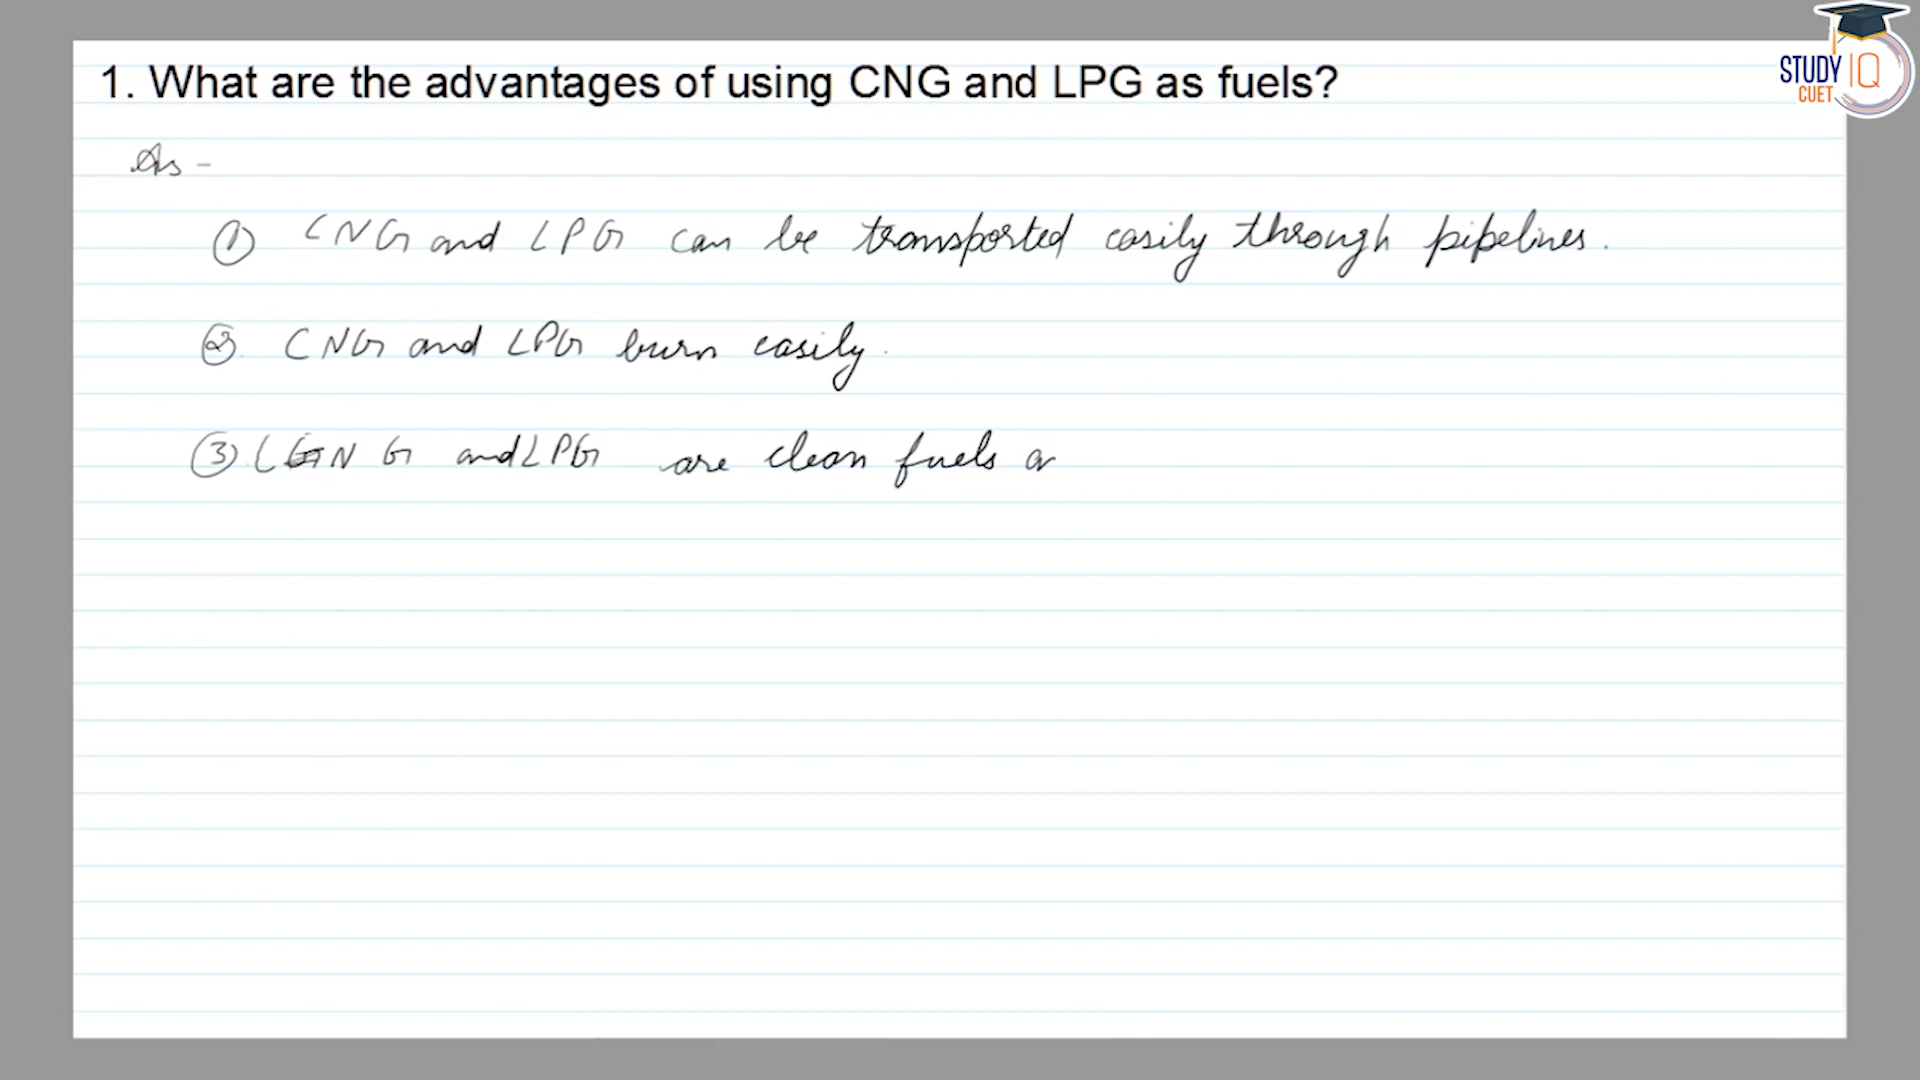 STUDY IQ
CUET
1. What are the advantages of using CNG and LPG as fuels?
As -
① CNG and LPG can be transported easily through pipelines.
② CNG and LPG burn easily.
③ CNG and LPG are clean fuels a